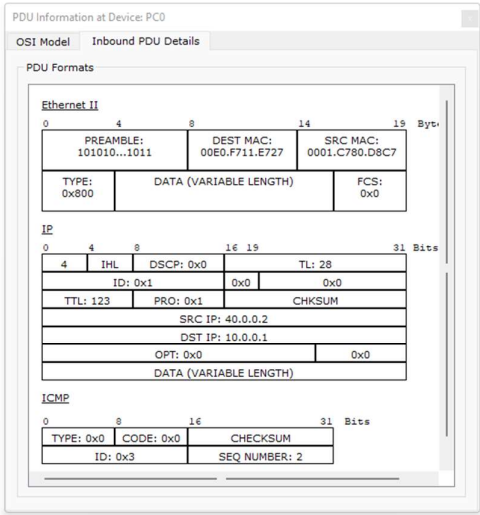 PDU Information at Device: PC0
OSI Model Inbound PDU Details
PDU Formats
Ethernet II
0 4 8 14 19 Byt
PREAMBLE: DEST MAC: SRC MAC:
101010...1011 00E0.F711.E727 0001.C780.D8C7
TYPE: DATA (VARIABLE LENGTH) FCS:
0x800 0x0
IP
0 4 8 16 19 31 Bits
4 IHL DSCP: 0x0 TL: 28
ID: 0x1 0x0 0x0
TTL: 123 PRO: 0x1 CHKSUM
SRC IP: 40.0.0.2
DST IP: 10.0.0.1
OPT: 0x0 0x0
DATA (VARIABLE LENGTH)
ICMP
0 8 16 31 Bits
TYPE: 0x0 CODE: 0x0 CHECKSUM
ID: 0x3 SEQ NUMBER: 2